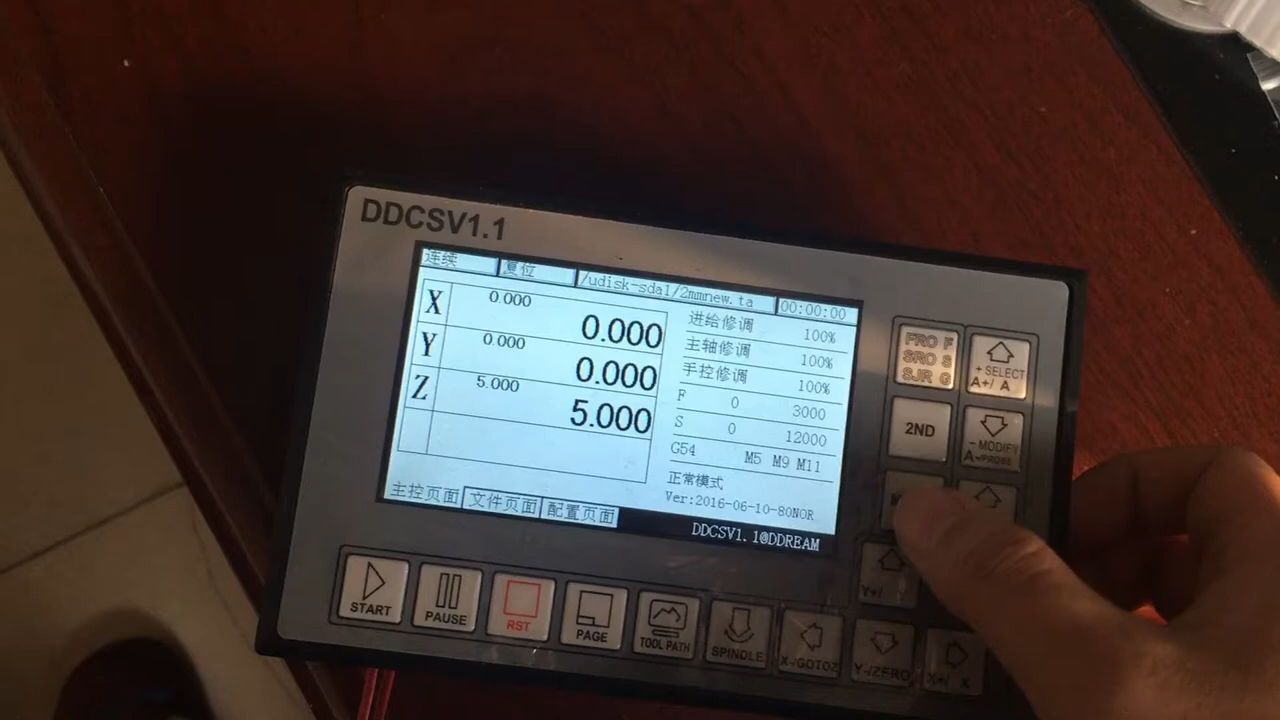 DDCSV1.1
连续 复位 /udisk-sda1/2mmnew.ta 00:00:00
X 0.000 0.000
Y 0.000 0.000
Z 5.000 5.000
进给修调 100%
主轴修调 100%
手控修调 100%
F 0 3000
S 0 12000
G54 M5 M9 M11
正常模式
Ver:2016-06-10-80NOR
主控页面 文件页面 配置页面
DDCSV1.1@DDREAM
FRO F
SRO S
SJR G
+ SELECT
A+/ A
2ND
- MODIFY
A-/PROBE
Y+/
START
PAUSE
RST
PAGE
TOOL PATH
SPINDLE
X-/GOTOZ
Y-/ZERO
X+/ X